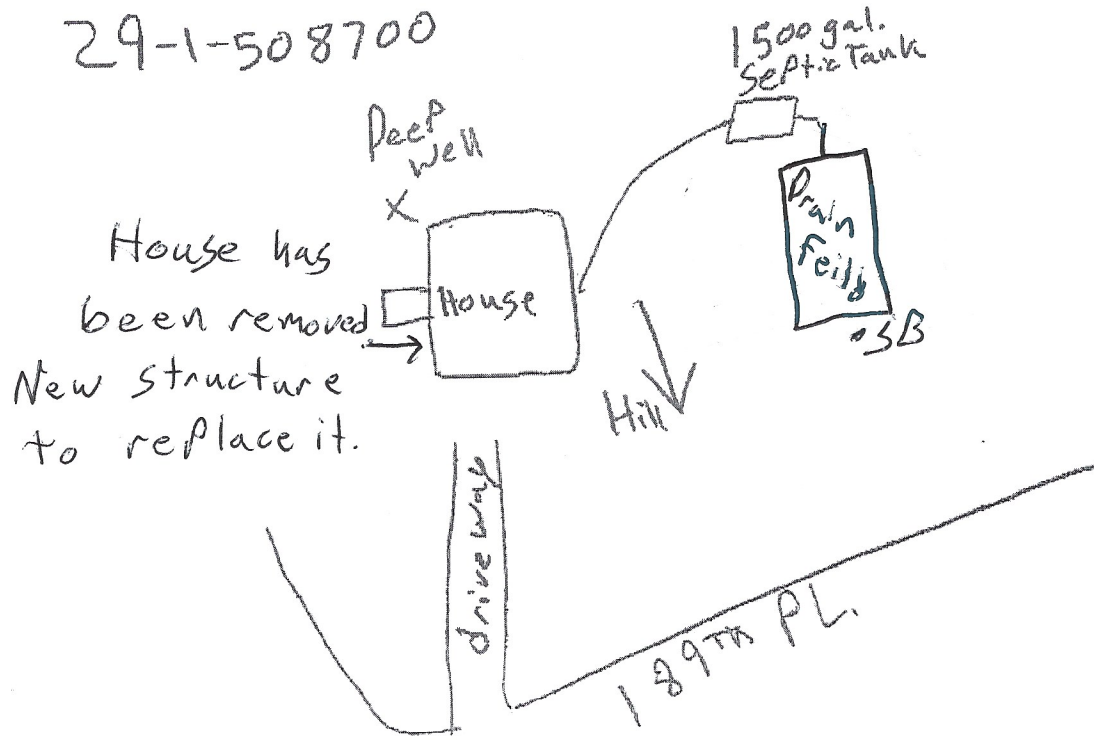 29-1-508700
1500 gal.
Septic Tank
Deep
well
X
House has
been removed
New structure
to replace it.
House
Drain
Feild
.SB
Hill
driveway
189TH PL.